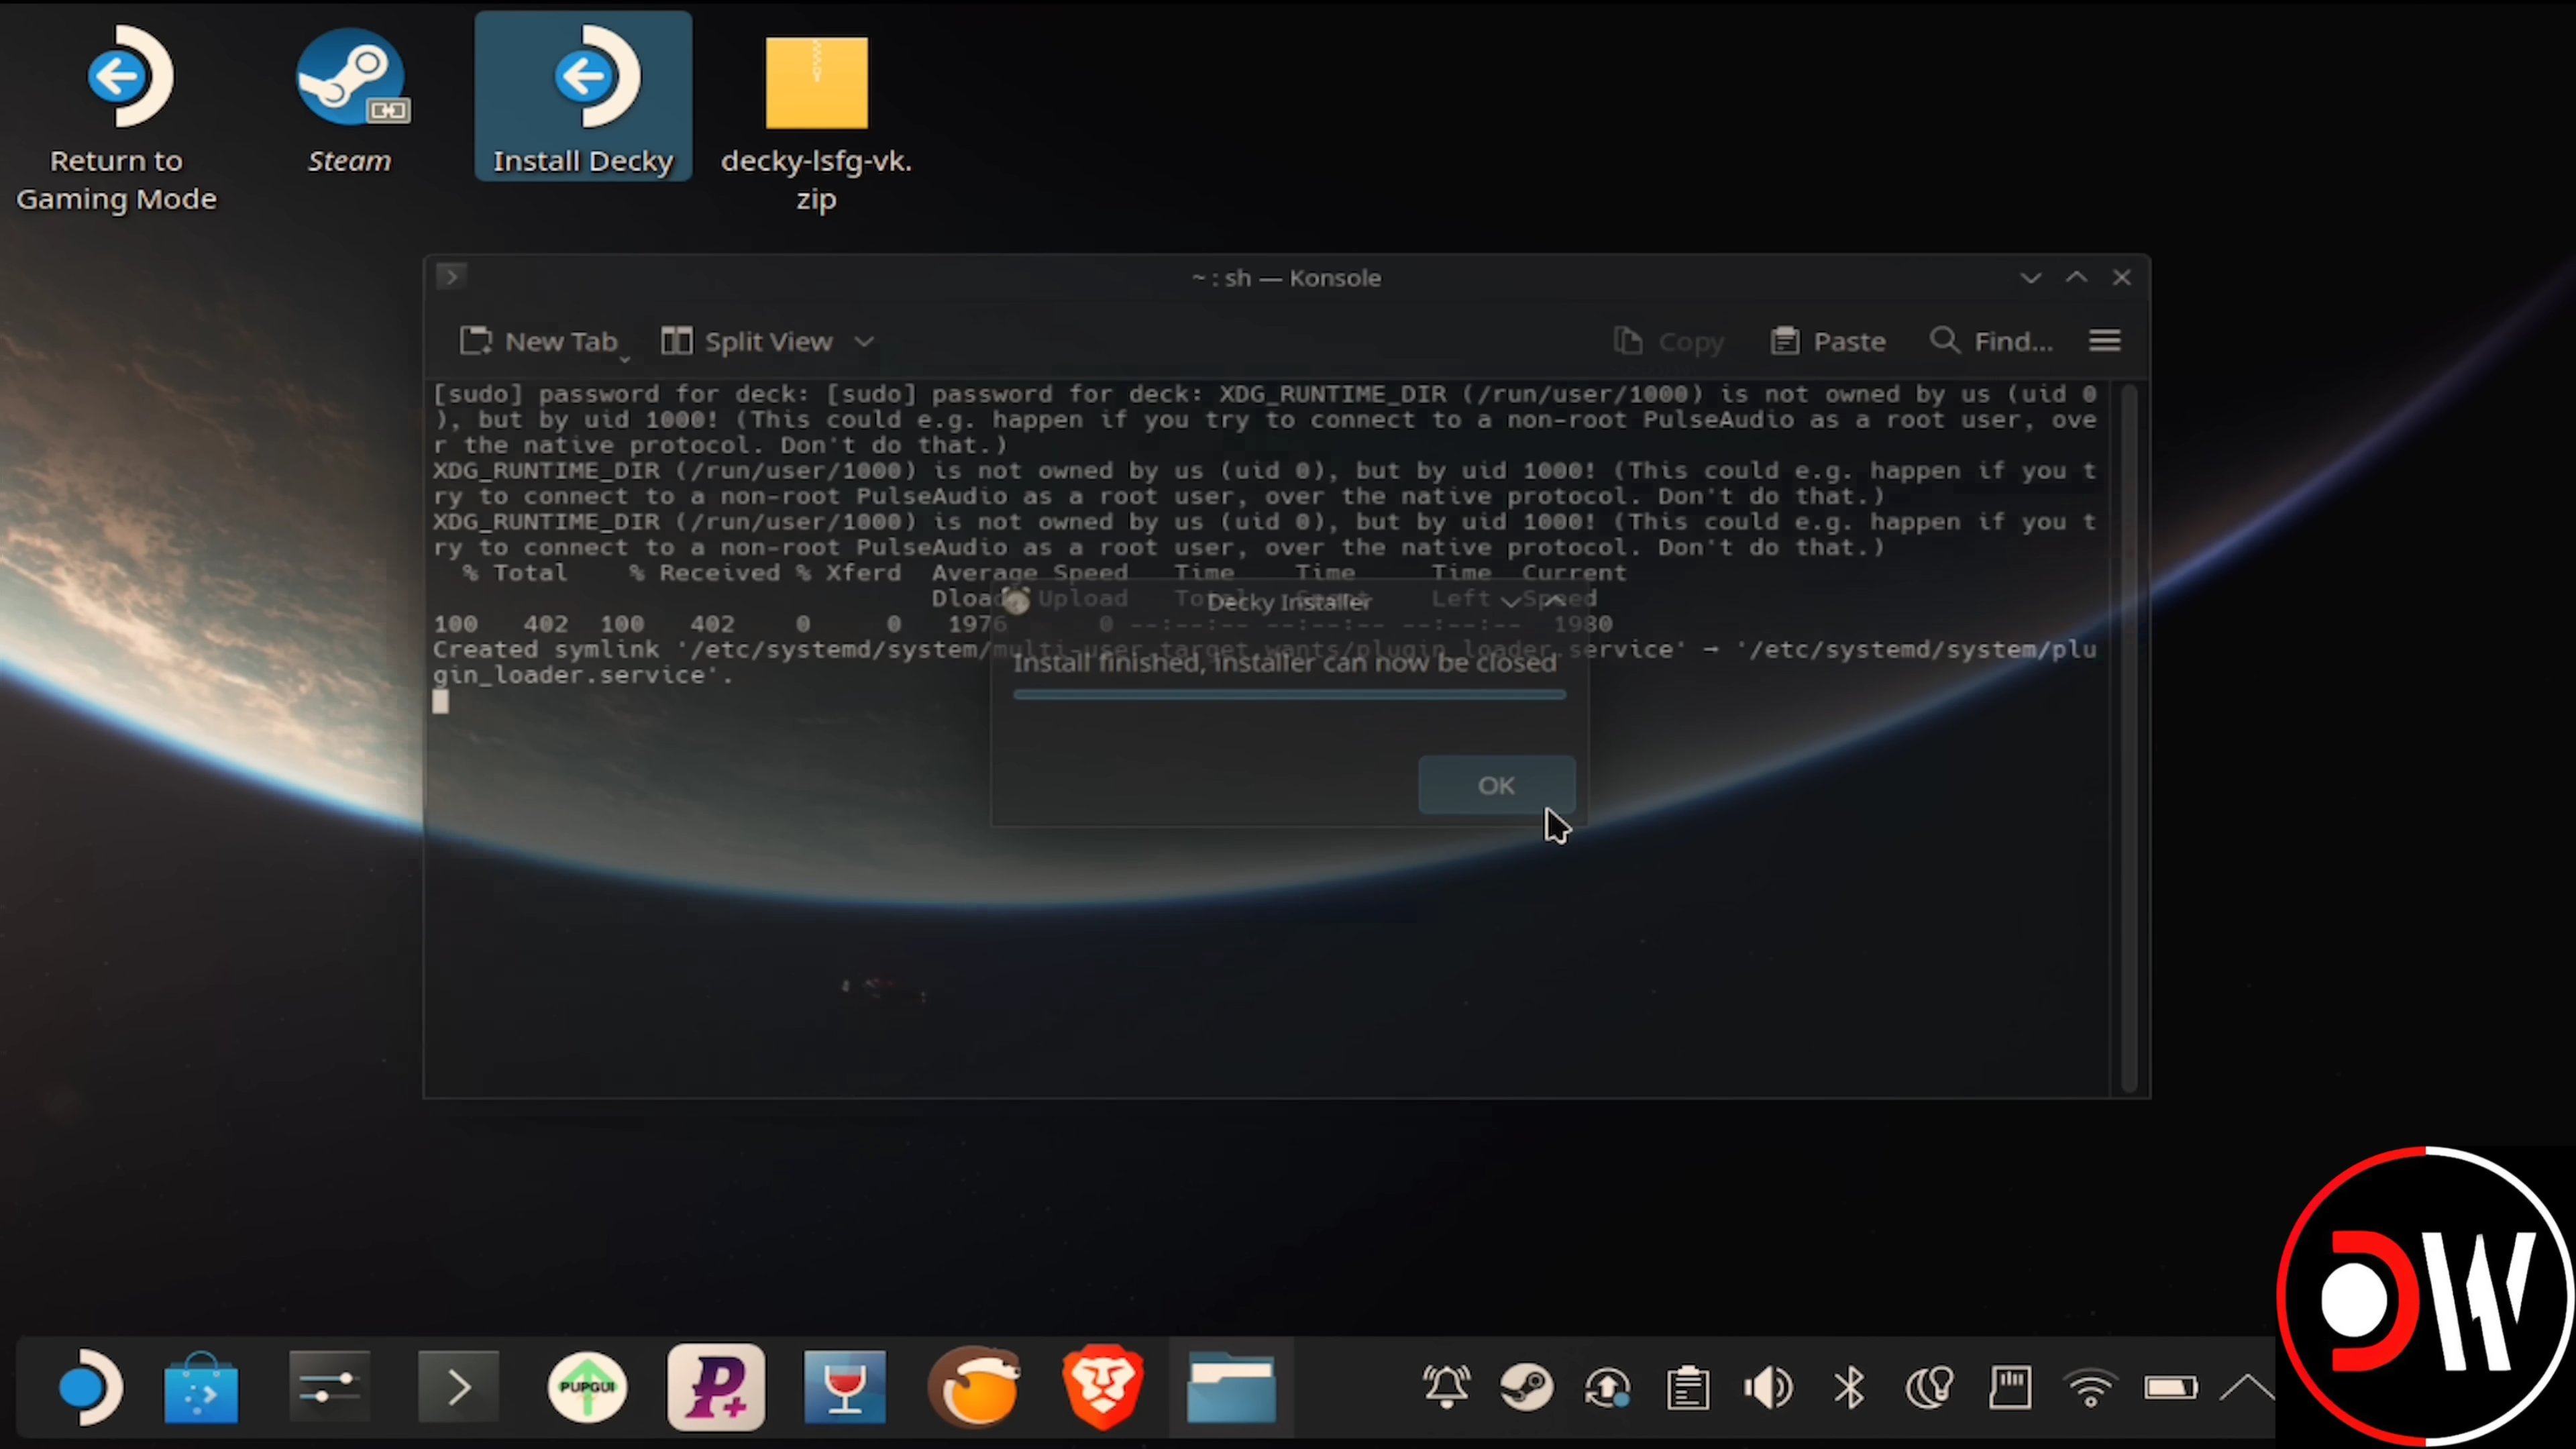 Return to
Gaming Mode
Steam
Install Decky
decky-lsfg-vk.
zip
~ : sh — Konsole
New Tab
Split View
Copy
Paste
Find...
[sudo] password for deck: [sudo] password for deck: XDG_RUNTIME_DIR (/run/user/1000) is not owned by us (uid 0
), but by uid 1000! (This could e.g. happen if you try to connect to a non-root PulseAudio as a root user, ove
r the native protocol. Don't do that.)
XDG_RUNTIME_DIR (/run/user/1000) is not owned by us (uid 0), but by uid 1000! (This could e.g. happen if you t
ry to connect to a non-root PulseAudio as a root user, over the native protocol. Don't do that.)
XDG_RUNTIME_DIR (/run/user/1000) is not owned by us (uid 0), but by uid 1000! (This could e.g. happen if you t
ry to connect to a non-root PulseAudio as a root user, over the native protocol. Don't do that.)
% Total % Received % Xferd Average Speed Time Time Time Current
Dload Upload Total Spent Left Speed
100 402 100 402 0 0 1976 0 --:--:-- --:--:-- --:--:-- 1980
Created symlink '/etc/systemd/system/multi-user.target.wants/plugin_loader.service' → '/etc/systemd/system/plu
gin_loader.service'.
Decky Installer
Install finished, installer can now be closed
OK
PUPGUI
P+
DW